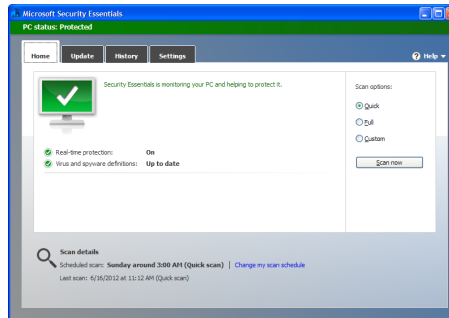 Microsoft Security Essentials
PC status: Protected
Home Update History Settings Help
Security Essentials is monitoring your PC and helping to protect it.
Scan options:
Quick
Full
Custom
Scan now
Real-time protection: On
Virus and spyware definitions: Up to date
Scan details
Scheduled scan: Sunday around 3:00 AM (Quick scan) | Change my scan schedule
Last scan: 6/16/2012 at 11:12 AM (Quick scan)